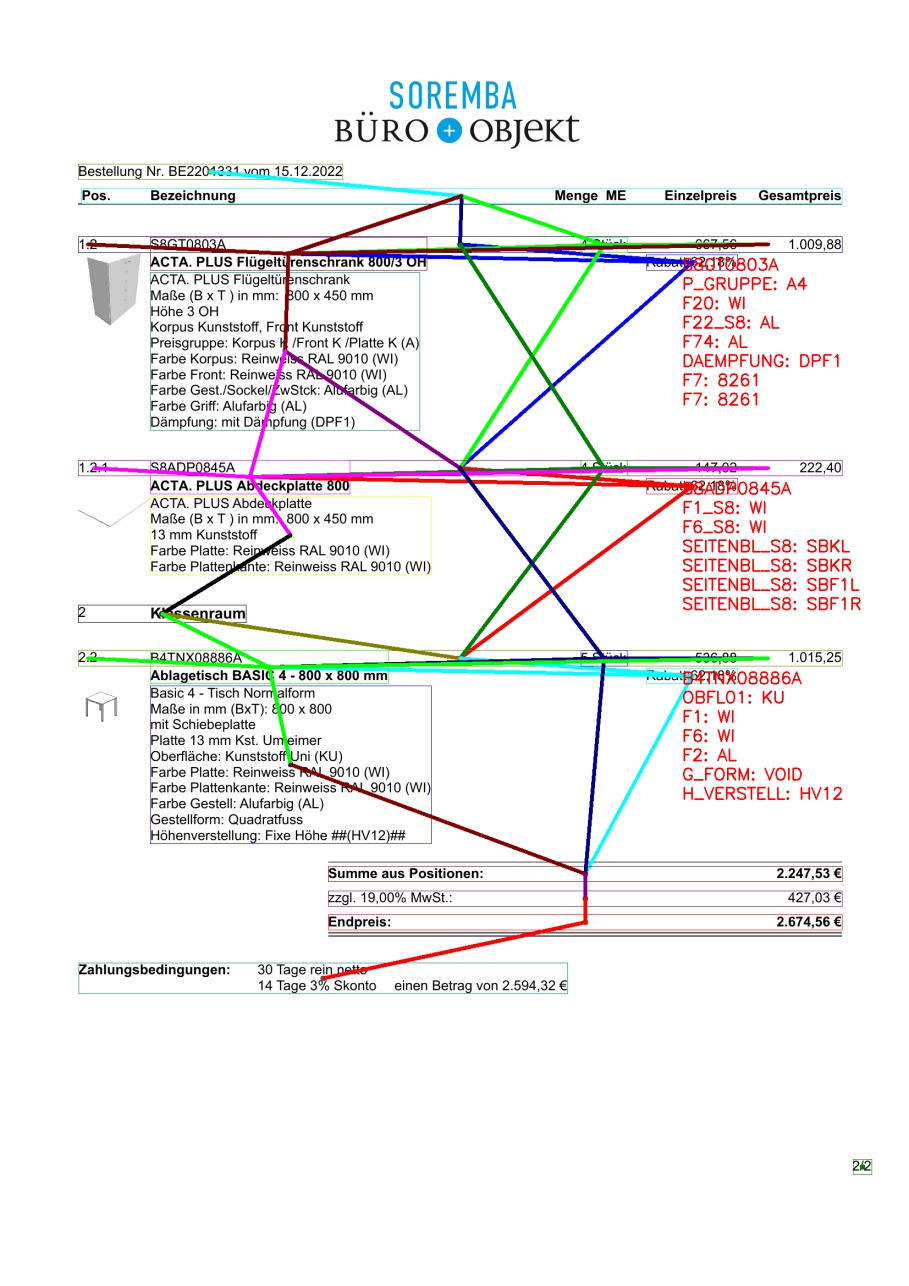 SOREMBA
BÜRO + OBJEKT
Bestellung Nr. BE2201331 vom 15.12.2022
Pos. Bezeichnung Menge ME Einzelpreis Gesamtpreis
1.2 S8GT0803A 4 Stück 667,56 1.009,88
ACTA. PLUS Flügeltürenschrank 800/3 OH Rabatt 62,18% S8GT0803A
ACTA. PLUS Flügeltürenschrank P_GRUPPE: A4
Maße (B x T ) in mm: 800 x 450 mm F20: WI
Höhe 3 OH F22_S8: AL
Korpus Kunststoff, Front Kunststoff
Preisgruppe: Korpus K /Front K /Platte K (A) F74: AL
Farbe Korpus: Reinweiss RAL 9010 (WI) DAEMPFUNG: DPF1
Farbe Front: Reinweiss RAL 9010 (WI) F7: 8261
Farbe Gest./Sockel/ZwStck: Alufarbig (AL) F7: 8261
Farbe Griff: Alufarbig (AL)
Dämpfung: mit Dämpfung (DPF1)
1.2.1 S8ADP0845A 4 Stück 147,02 222,40
ACTA. PLUS Abdeckplatte 800 Rabatt 62,18% S8ADP0845A
ACTA. PLUS Abdeckplatte F1_S8: WI
Maße (B x T ) in mm: 800 x 450 mm F6_S8: WI
13 mm Kunststoff SEITENBL_S8: SBKL
Farbe Platte: Reinweiss RAL 9010 (WI) SEITENBL_S8: SBKR
Farbe Plattenkante: Reinweiss RAL 9010 (WI) SEITENBL_S8: SBF1L
2 Klassenraum SEITENBL_S8: SBF1R
2.2 B4TNX08886A 5 Stück 536,88 1.015,25
Ablagetisch BASIC 4 - 800 x 800 mm Rabatt 62,18% B4TNX08886A
Basic 4 - Tisch Normalform OBFL01: KU
Maße in mm (BxT): 800 x 800 F1: WI
mit Schiebeplatte
Platte 13 mm Kst. Umleimer F6: WI
Oberfläche: Kunststoff Uni (KU) F2: AL
Farbe Platte: Reinweiss RAL 9010 (WI) G_FORM: VOID
Farbe Plattenkante: Reinweiss RAL 9010 (WI) H_VERSTELL: HV12
Farbe Gestell: Alufarbig (AL)
Gestellform: Quadratfuss
Höhenverstellung: Fixe Höhe ##(HV12)##
Summe aus Positionen: 2.247,53 €
zzgl. 19,00% MwSt.: 427,03 €
Endpreis: 2.674,56 €
Zahlungsbedingungen: 30 Tage rein netto
14 Tage 3% Skonto einen Betrag von 2.594,32 €
2/2